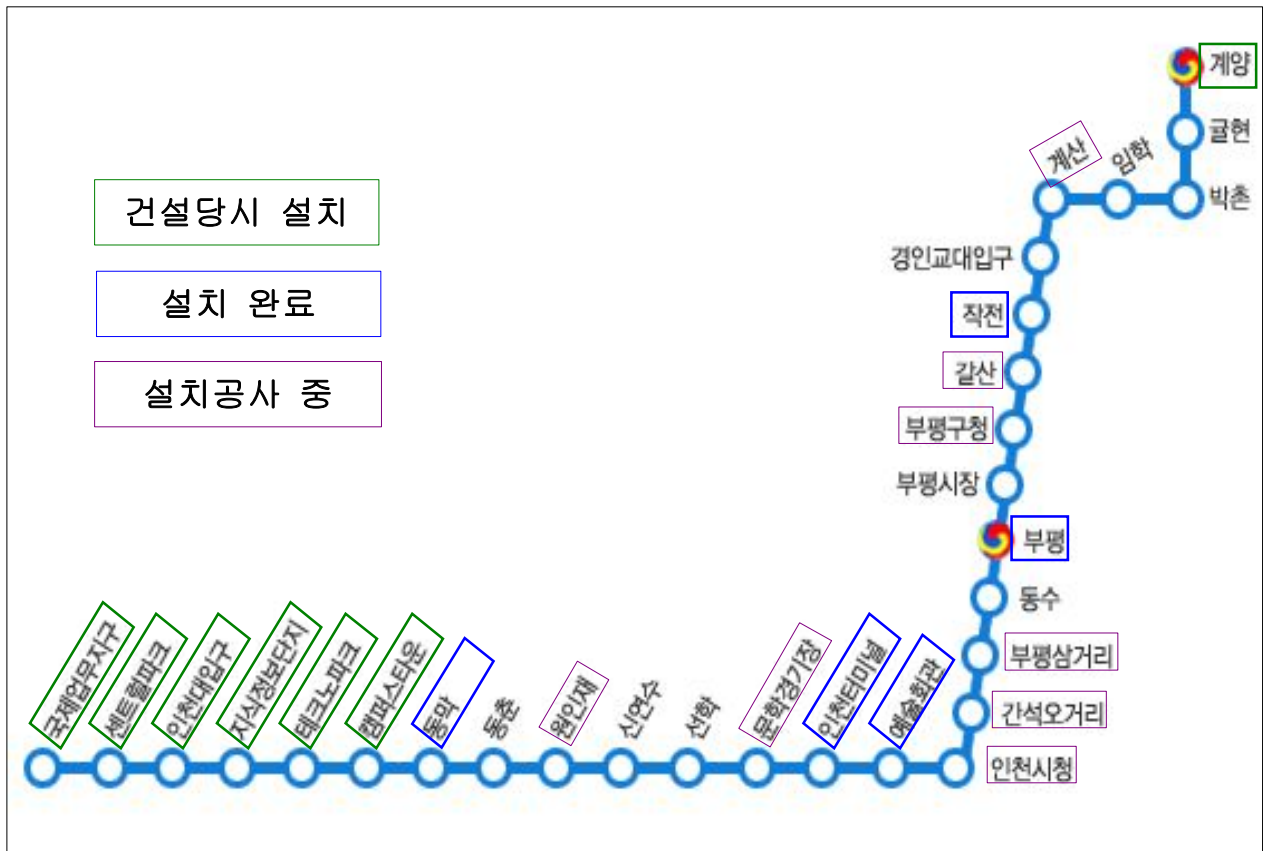 계양
귤현
박촌
임학
계산
경인교대입구
작전
갈산
부평구청
부평시장
부평
동수
부평삼거리
간석오거리
인천시청
예술회관
인천터미널
문학경기장
선학
신연수
원인재
동춘
동막
캠퍼스타운
테크노파크
지식정보단지
인천대입구
센트럴파크
국제업무지구
건설당시 설치
설치 완료
설치공사 중